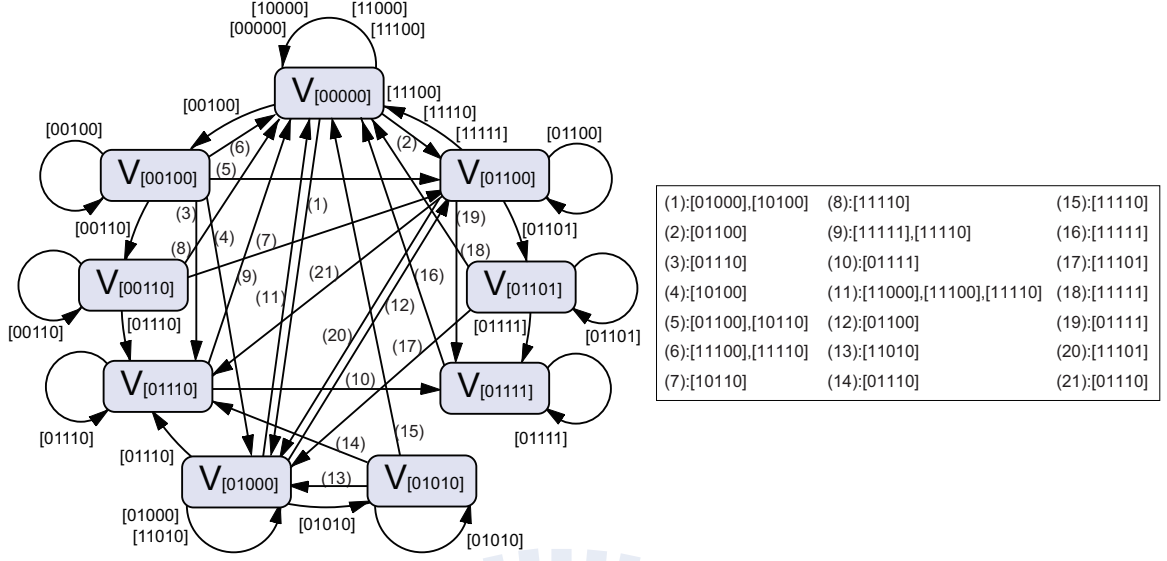 [10000] [11000]
[00000] [11100]
V[00000]
[11100]
[11110]
[00100]
[11111]
(2)
[00100]
(6)
[01100]
V[00100]
(5)
V[01100]
[00110]
(3)
(4)
(1)
(19)
[01101]
(8)
(7)
(18)
V[00110]
(9)
(11)
(21)
(16)
V[01101]
[00110]
[01110]
(12)
[01111]
[01101]
(20)
(17)
V[01110]
(10)
V[01111]
[01110]
[01111]
(14)
(15)
[01110]
V[01000]
(13)
V[01010]
[01000]
[11010]
[01010]
[01010]
(1):[01000],[10100] (8):[11110] (15):[11110]
(2):[01100] (9):[11111],[11110] (16):[11111]
(3):[01110] (10):[01111] (17):[11101]
(4):[10100] (11):[11000],[11100],[11110] (18):[11111]
(5):[01100],[10110] (12):[01100] (19):[01111]
(6):[11100],[11110] (13):[11010] (20):[11101]
(7):[10110] (14):[01110] (21):[01110]